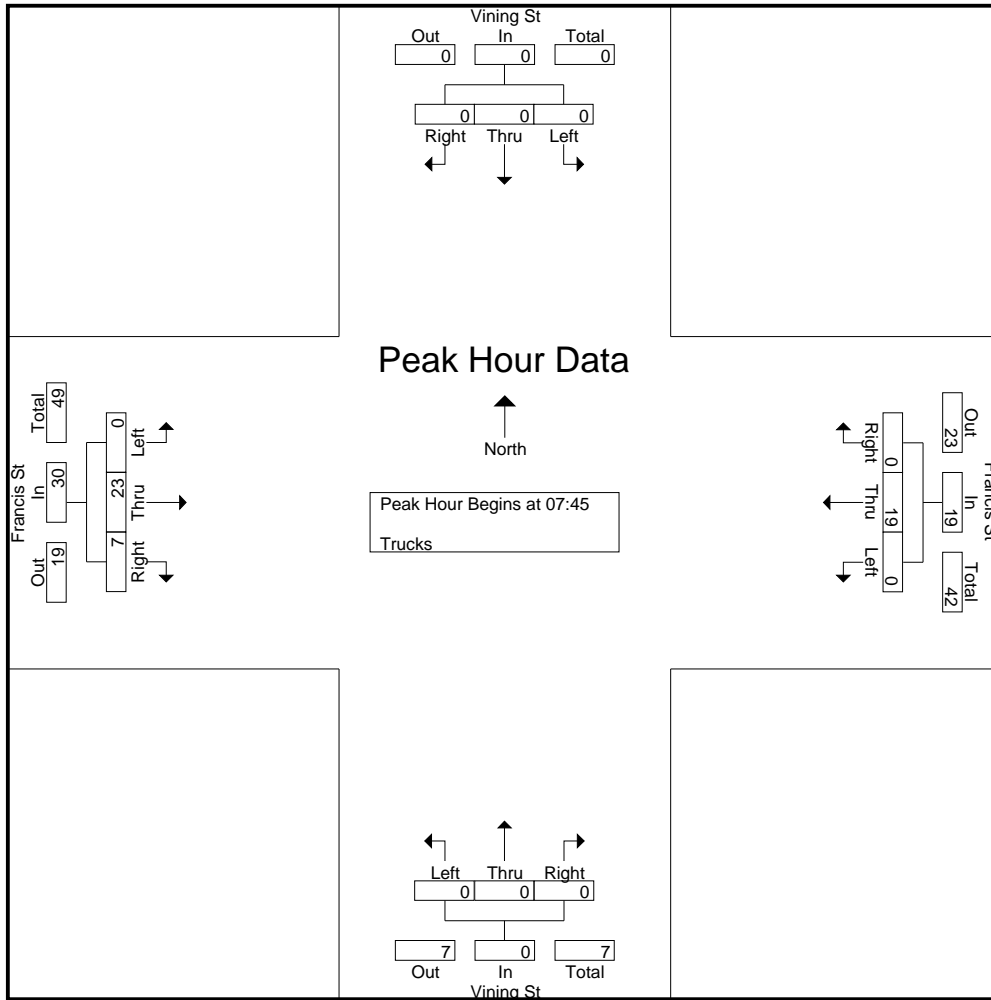 Vining St
Out In Total
0 0 0
0 0 0
Right Thru Left
Peak Hour Data
North
Peak Hour Begins at 07:45
Trucks
Francis St
Total In Out
49 30 19
0 23 7
Left Thru Right
Right Thru Left
0 19 0
Out In Total
23 19 42
Francis St
Left Thru Right
0 0 0
7 0 7
Out In Total
Vining St